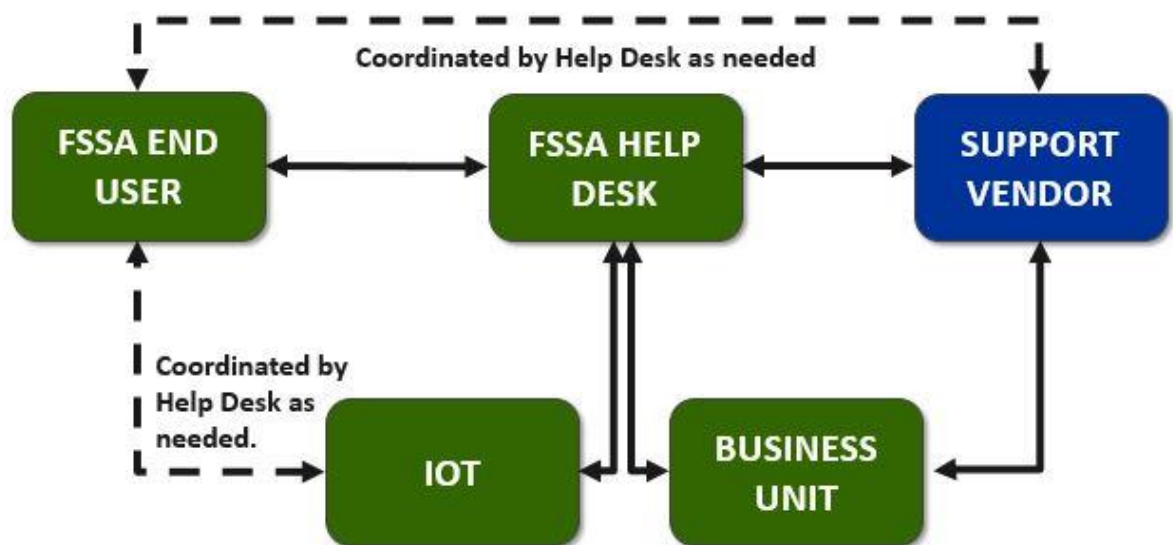 Coordinated by Help Desk as needed
FSSA END
USER
FSSA HELP
DESK
SUPPORT
VENDOR
Coordinated by
Help Desk as
needed.
IOT
BUSINESS
UNIT